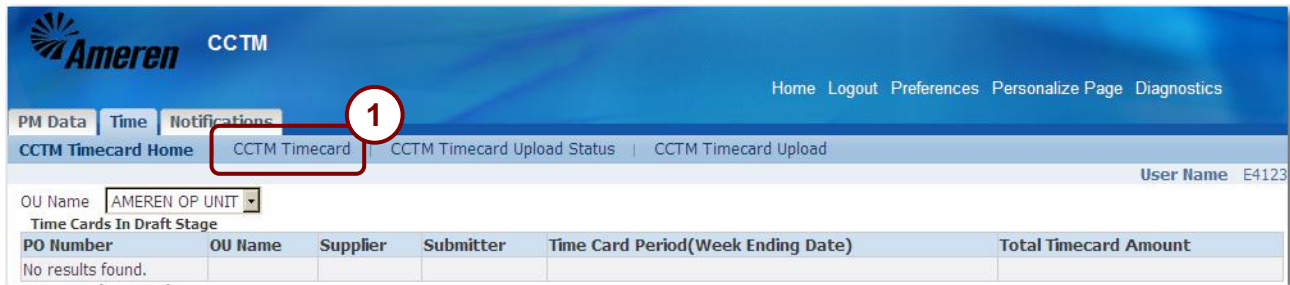 Ameren CCTM
Home Logout Preferences Personalize Page Diagnostics
PM Data Time Notifications
1
CCTM Timecard Home CCTM Timecard | CCTM Timecard Upload Status | CCTM Timecard Upload
User Name E4123
OU Name AMEREN OP UNIT
Time Cards In Draft Stage
PO Number OU Name Supplier Submitter Time Card Period(Week Ending Date) Total Timecard Amount
No results found.